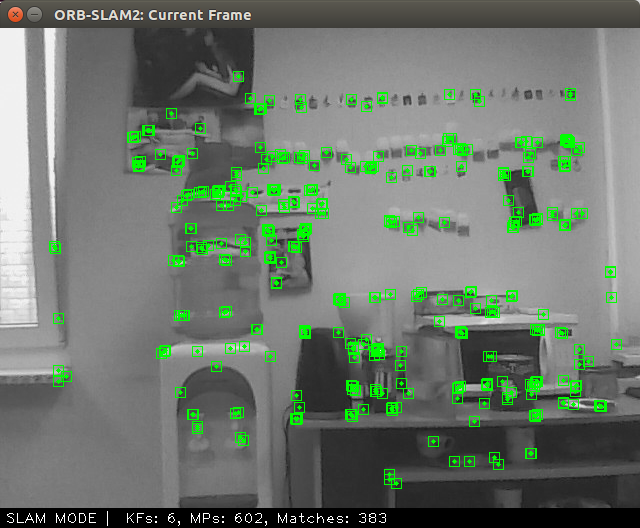 ORB-SLAM2: Current Frame
SLAM MODE | KFs: 6, MPs: 602, Matches: 383